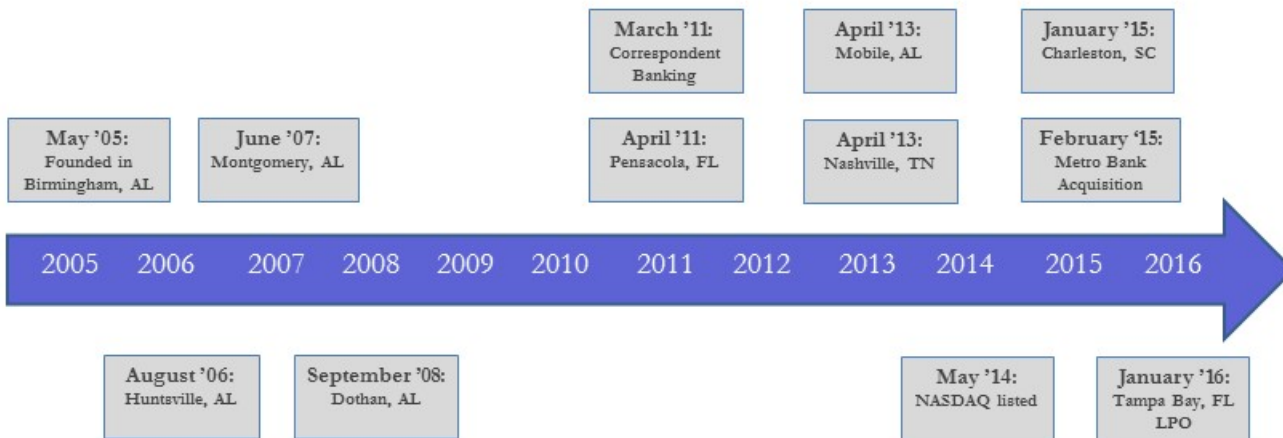 March ’11:
Correspondent
Banking
April ’13:
Mobile, AL
January ’15:
Charleston, SC
May ’05:
Founded in
Birmingham, AL
June ’07:
Montgomery, AL
April ’11:
Pensacola, FL
April ’13:
Nashville, TN
February ‘15:
Metro Bank
Acquisition
2005 2006 2007 2008 2009 2010 2011 2012 2013 2014 2015 2016
August ’06:
Huntsville, AL
September ’08:
Dothan, AL
May ’14:
NASDAQ listed
January ’16:
Tampa Bay, FL
LPO